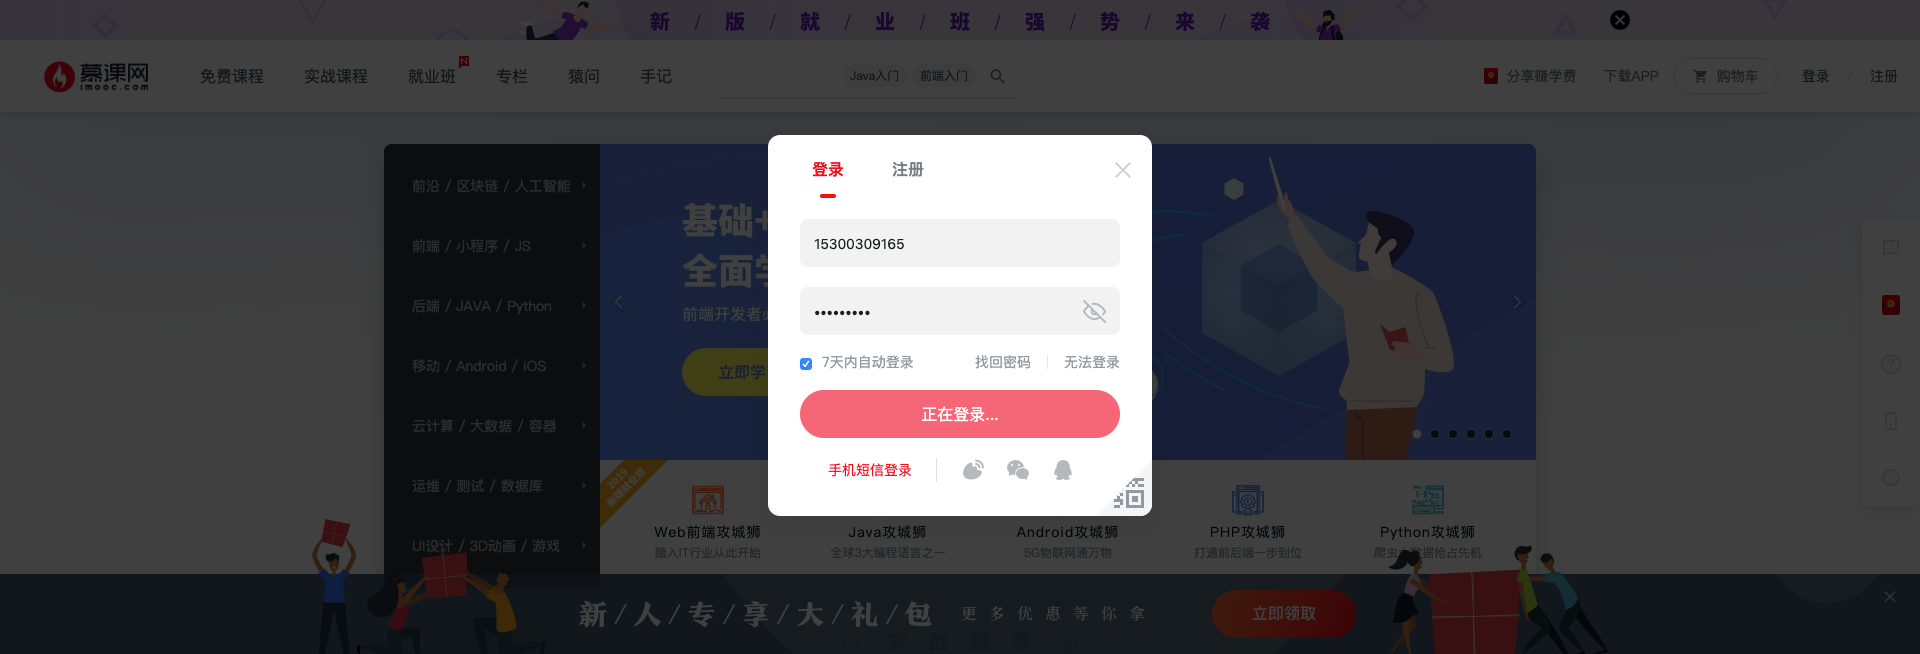 新 / 版 / 就 / 业 / 班 / 强 / 势 / 来 / 袭
慕课网
imooc.com
免费课程 实战课程 就业班 N 专栏 猿问 手记 Java入门 前端入门 分享赚学费 下载APP 购物车 登录 / 注册
登录 注册
15300309165
•••••••••
7天内自动登录 找回密码 无法登录
正在登录...
手机短信登录
前沿 / 区块链 / 人工智能
前端 / 小程序 / JS
后端 / JAVA / Python
移动 / Android / iOS
云计算 / 大数据 / 容器
运维 / 测试 / 数据库
UI设计 / 3D动画 / 游戏
基础+
全面学
前端开发者
立即学
2019
新版就业班
Web前端攻城狮
踏入IT行业从此开始
Java攻城狮
全球3大编程语言之一
Android攻城狮
5G物联网通万物
PHP攻城狮
打通前后端一步到位
Python攻城狮
爬虫大数据抢占先机
新/人/专/享/大/礼/包 更多优惠等你拿 立即领取
实战推荐